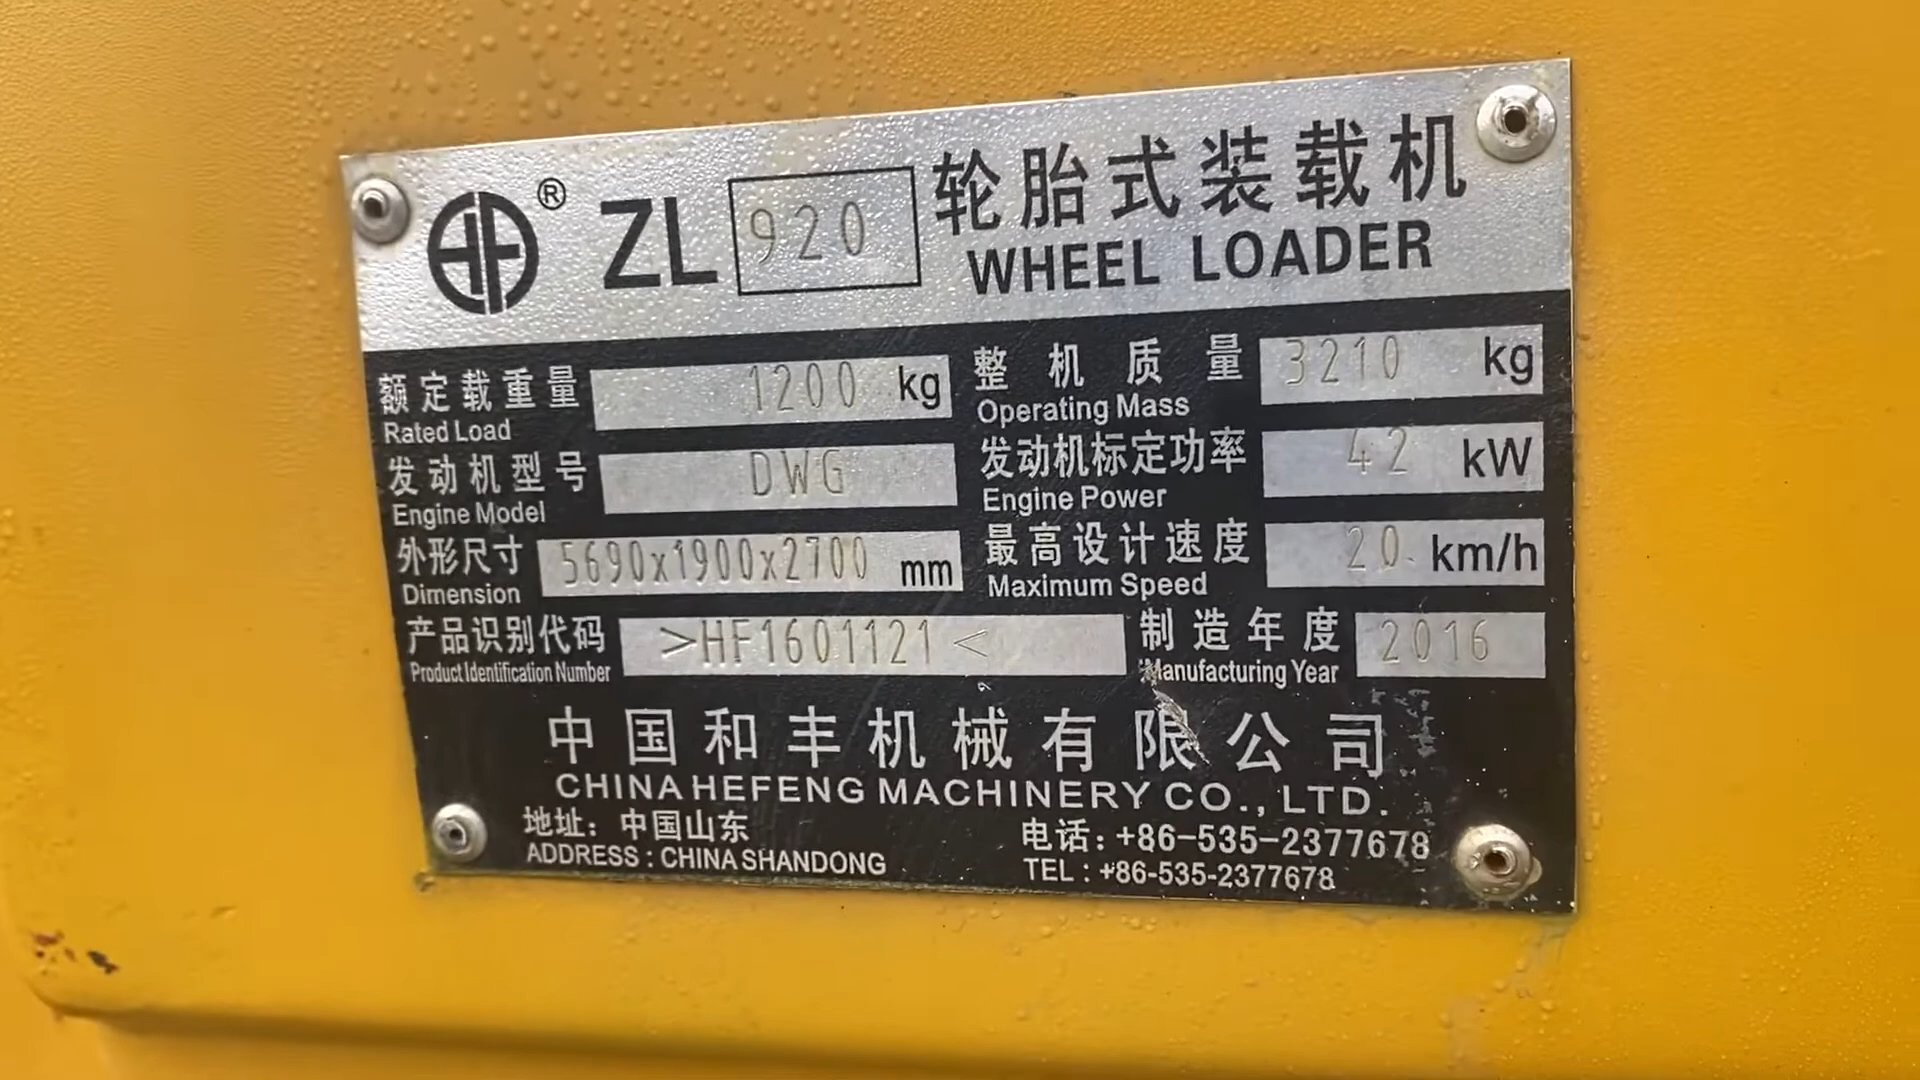 HF® ZL 920 轮胎式装载机
WHEEL LOADER
额定载重量 1200 kg 整机质量 3210 kg
Rated Load Operating Mass
发动机型号 DWG 发动机标定功率 42 kW
Engine Model Engine Power
外形尺寸 5690x1900x2700 mm 最高设计速度 20 km/h
Dimension Maximum Speed
产品识别代码 >HF1601121< 制造年度 2016
Product Identification Number Manufacturing Year
中国和丰机械有限公司
CHINA HEFENG MACHINERY CO., LTD.
地址：中国山东 电话：+86-535-2377678
ADDRESS : CHINA SHANDONG TEL : +86-535-2377678